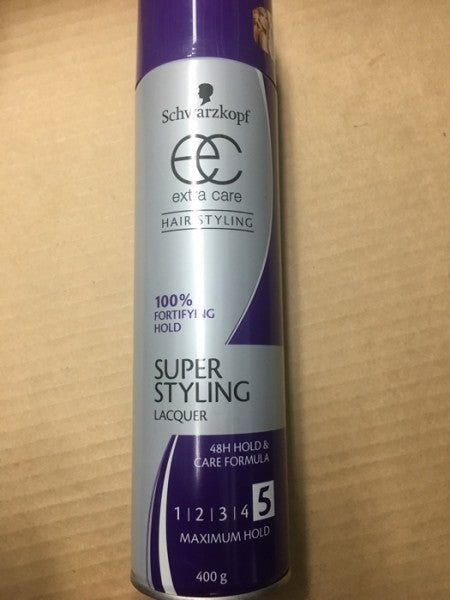 Schwarzkopf
ec
extra care
HAIR STYLING
100%
FORTIFYING
HOLD
SUPER
STYLING
LACQUER
48H HOLD &
CARE FORMULA
1|2|3|4 5
MAXIMUM HOLD
400 g